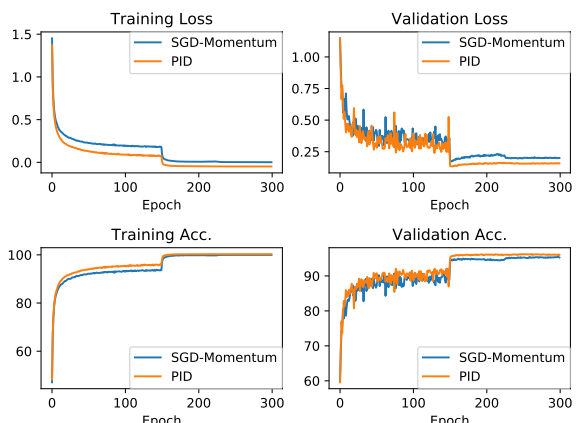 Training Loss
1.5
1.0
0.5
0.0
SGD-Momentum
PID
0 100 200 300
Epoch
Validation Loss
1.00
0.75
0.50
0.25
SGD-Momentum
PID
0 100 200 300
Epoch
Training Acc.
100
80
60
SGD-Momentum
PID
0 100 200 300
Epoch
Validation Acc.
90
80
70
60
SGD-Momentum
PID
0 100 200 300
Epoch